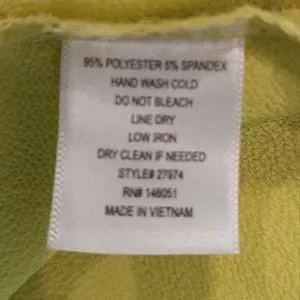 95% POLYESTER 5% SPANDEX
HAND WASH COLD
DO NOT BLEACH
LINE DRY
LOW IRON
DRY CLEAN IF NEEDED
STYLE# 27974
RN# 146051
MADE IN VIETNAM